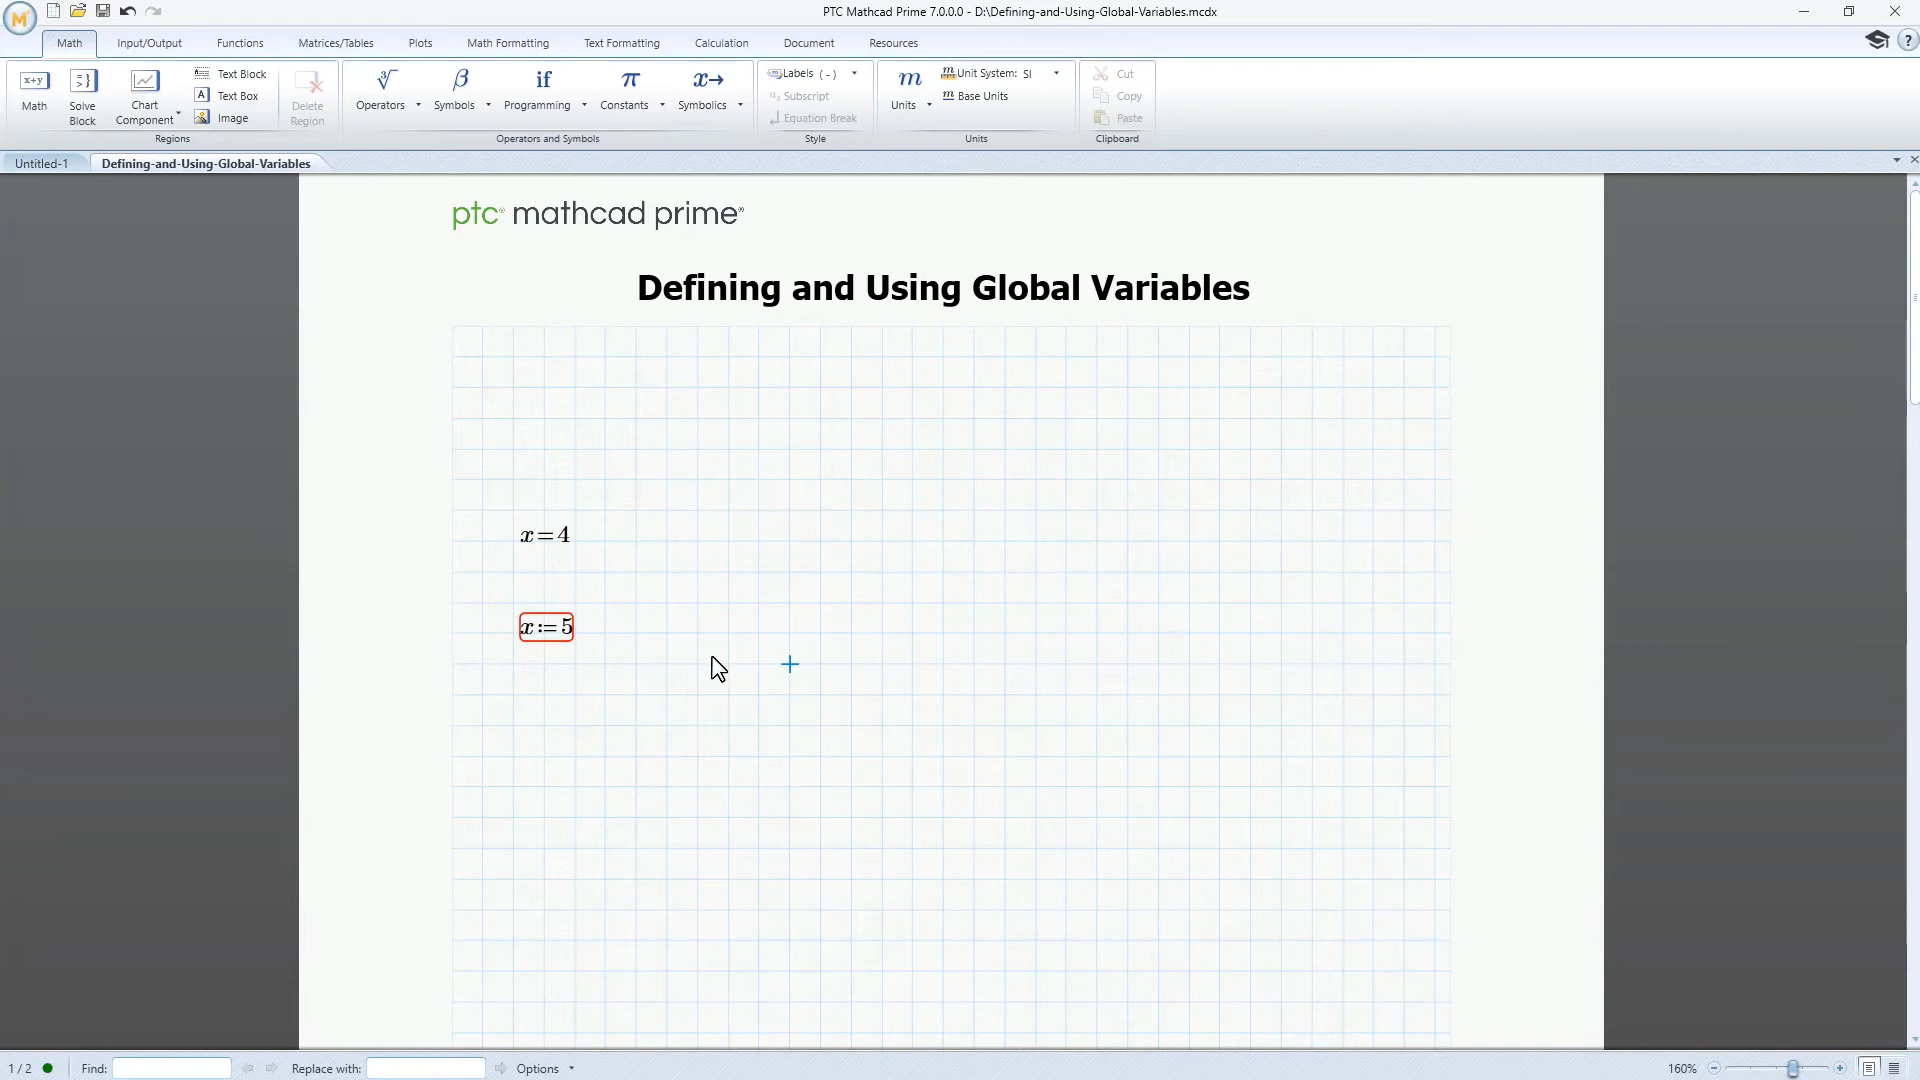 PTC Mathcad Prime 7.0.0.0 - D:\Defining-and-Using-Global-Variables.mcdx
Math Input/Output Functions Matrices/Tables Plots Math Formatting Text Formatting Calculation Document Resources
Math
Solve Block
Chart Component
Text Block
Text Box
Image
Delete Region
Regions
Operators
Symbols
if Programming
π Constants
Symbolics
Operators and Symbols
Labels ( - )
Subscript
Equation Break
Style
Units
Unit System: SI
Base Units
Units
Cut
Copy
Paste
Clipboard
Untitled-1 Defining-and-Using-Global-Variables
ptc mathcad prime
Defining and Using Global Variables
x = 4
x := 5
1 / 2 Find: Replace with: Options 160%